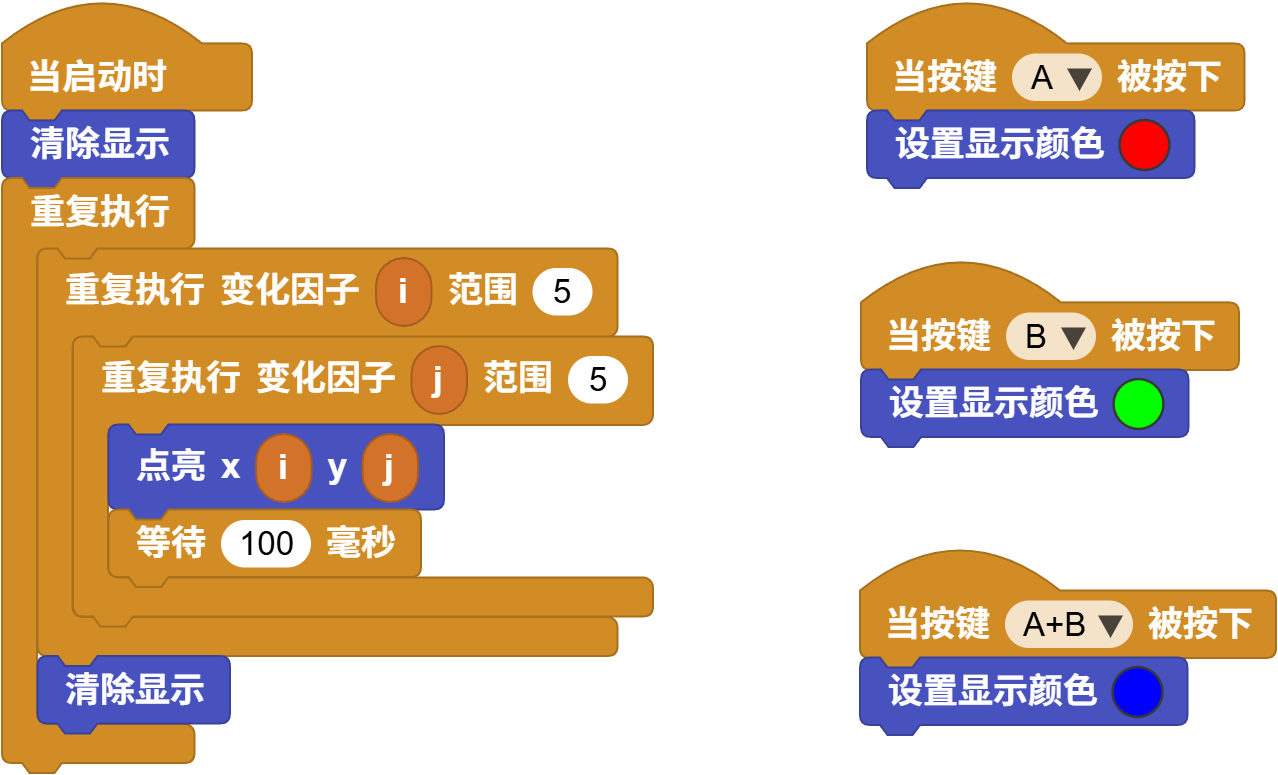 当启动时
清除显示
重复执行
重复执行 变化因子 i 范围 5
重复执行 变化因子 j 范围 5
点亮 x i y j
等待 100 毫秒
清除显示
当按键 A ▼ 被按下
设置显示颜色
当按键 B ▼ 被按下
设置显示颜色
当按键 A+B ▼ 被按下
设置显示颜色